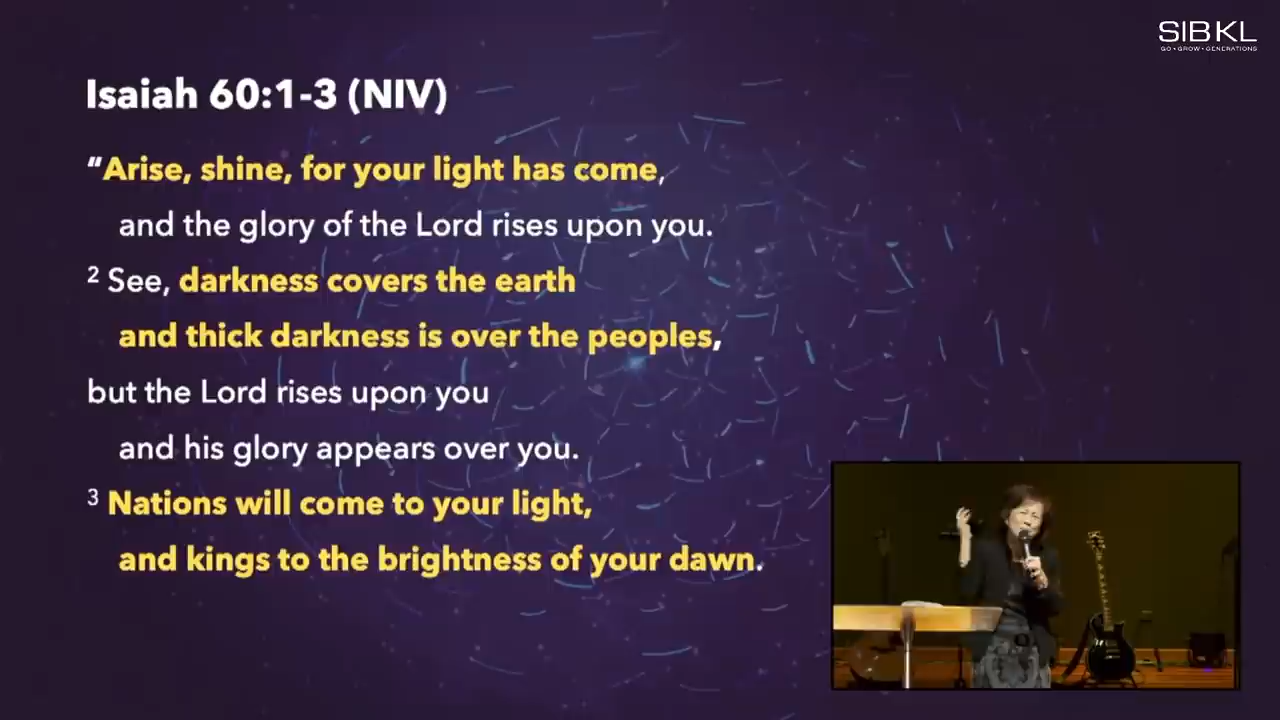 SIBKL
GO • GROW • GENERATIONS
Isaiah 60:1-3 (NIV)
“Arise, shine, for your light has come,
and the glory of the Lord rises upon you.
2 See, darkness covers the earth
and thick darkness is over the peoples,
but the Lord rises upon you
and his glory appears over you.
3 Nations will come to your light,
and kings to the brightness of your dawn.